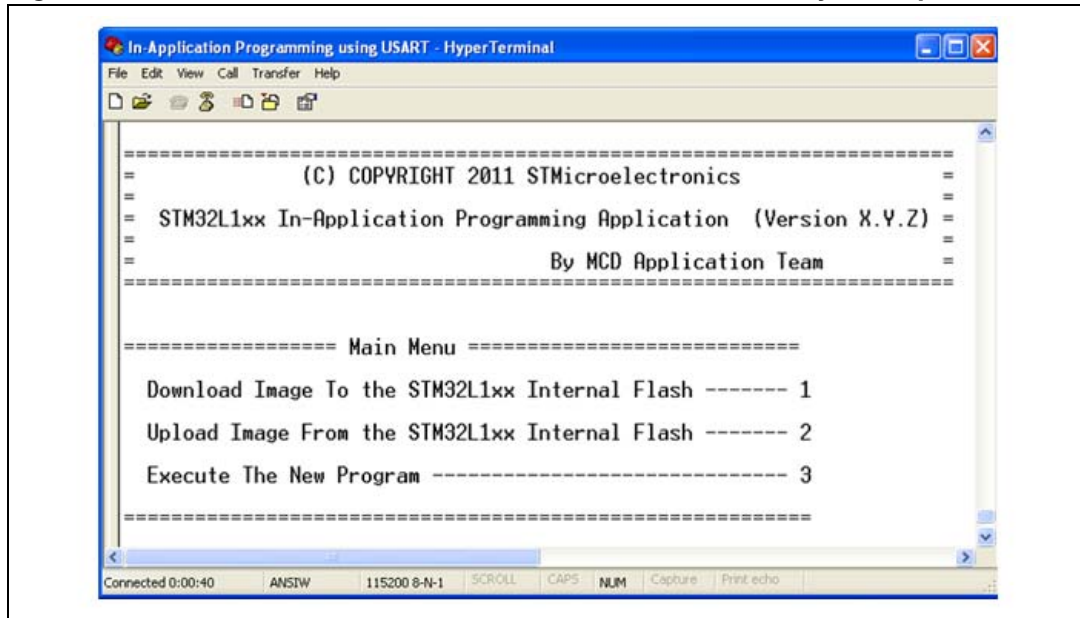 In-Application Programming using USART - HyperTerminal
File Edit View Call Transfer Help
======================================================================
= (C) COPYRIGHT 2011 STMicroelectronics =
= =
= STM32L1xx In-Application Programming Application (Version X.Y.Z) =
= =
= By MCD Application Team =
======================================================================
================== Main Menu ============================
Download Image To the STM32L1xx Internal Flash ------- 1
Upload Image From the STM32L1xx Internal Flash ------- 2
Execute The New Program ------------------------------ 3
==========================================================
Connected 0:00:40 ANSIW 115200 8-N-1 SCROLL CAPS NUM Capture Print echo